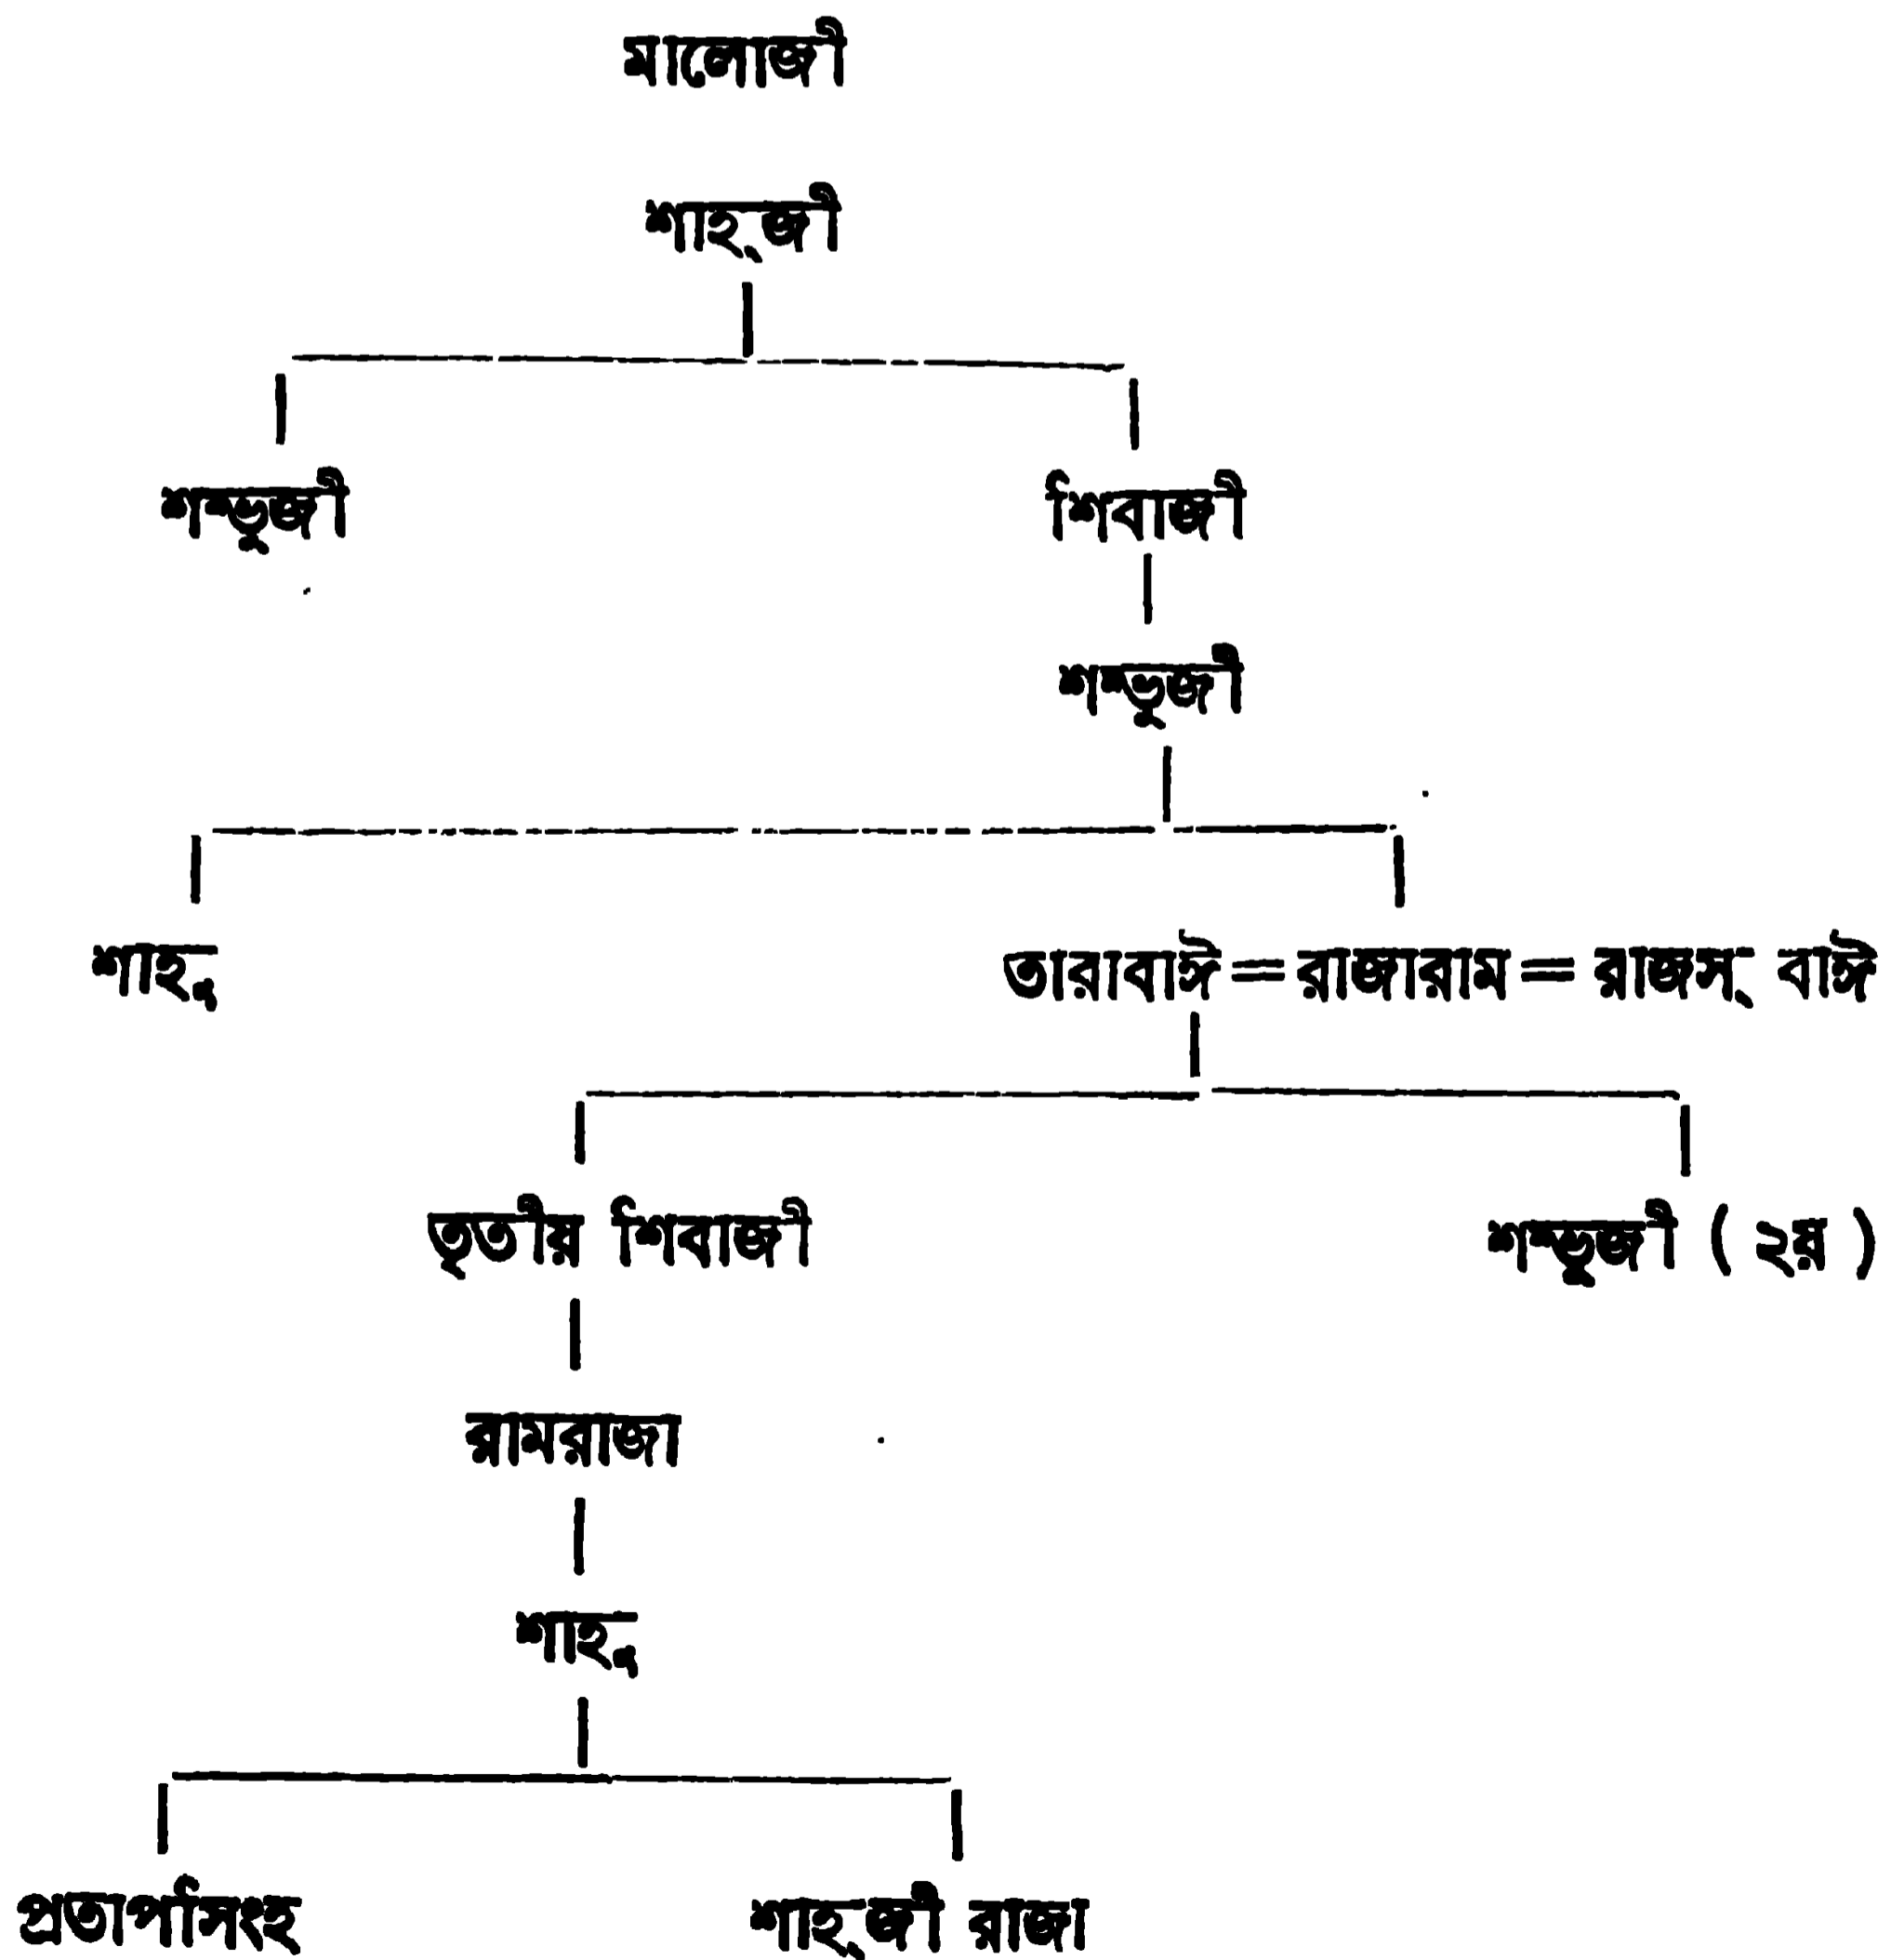 মালোজী
শাহ্জী
শম্ভুজী শিবাজী
শম্ভুজী
শাহূ তারাবাঈ=রাজারাম=রাজস্ বাঈ
তৃতীয় শিবাজী শম্ভুজী ( ২য় )
রামরাজা
শাহূ
প্রতাপসিংহ শাহ্জী রাজা